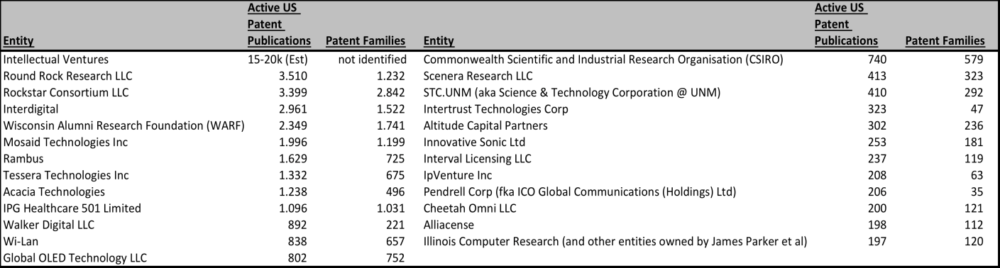 Active US Active US
Patent Patent
Entity Publications Patent Families Entity Publications Patent Families
Intellectual Ventures 15-20k (Est) not identified Commonwealth Scientific and Industrial Research Organisation (CSIRO) 740 579
Round Rock Research LLC 3.510 1.232 Scenera Research LLC 413 323
Rockstar Consortium LLC 3.399 2.842 STC.UNM (aka Science & Technology Corporation @ UNM) 410 292
Interdigital 2.961 1.522 Intertrust Technologies Corp 323 47
Wisconsin Alumni Research Foundation (WARF) 2.349 1.741 Altitude Capital Partners 302 236
Mosaid Technologies Inc 1.996 1.199 Innovative Sonic Ltd 253 181
Rambus 1.629 725 Interval Licensing LLC 237 119
Tessera Technologies Inc 1.332 675 IpVenture Inc 208 63
Acacia Technologies 1.238 496 Pendrell Corp (fka ICO Global Communications (Holdings) Ltd) 206 35
IPG Healthcare 501 Limited 1.096 1.031 Cheetah Omni LLC 200 121
Walker Digital LLC 892 221 Alliacense 198 112
Wi-Lan 838 657 Illinois Computer Research (and other entities owned by James Parker et al) 197 120
Global OLED Technology LLC 802 752